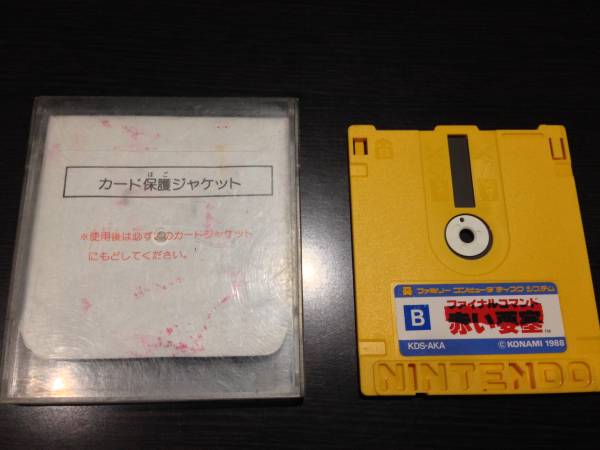 ほご
カード保護ジャケット
※使用後は必ずこのカードジャケット
にもどしてください。
ファミリー コンピュータ ディスク システム
ファイナルコマンド
赤い要塞
TM
B
KDS-AKA
© KONAMI 1988
NINTENDO